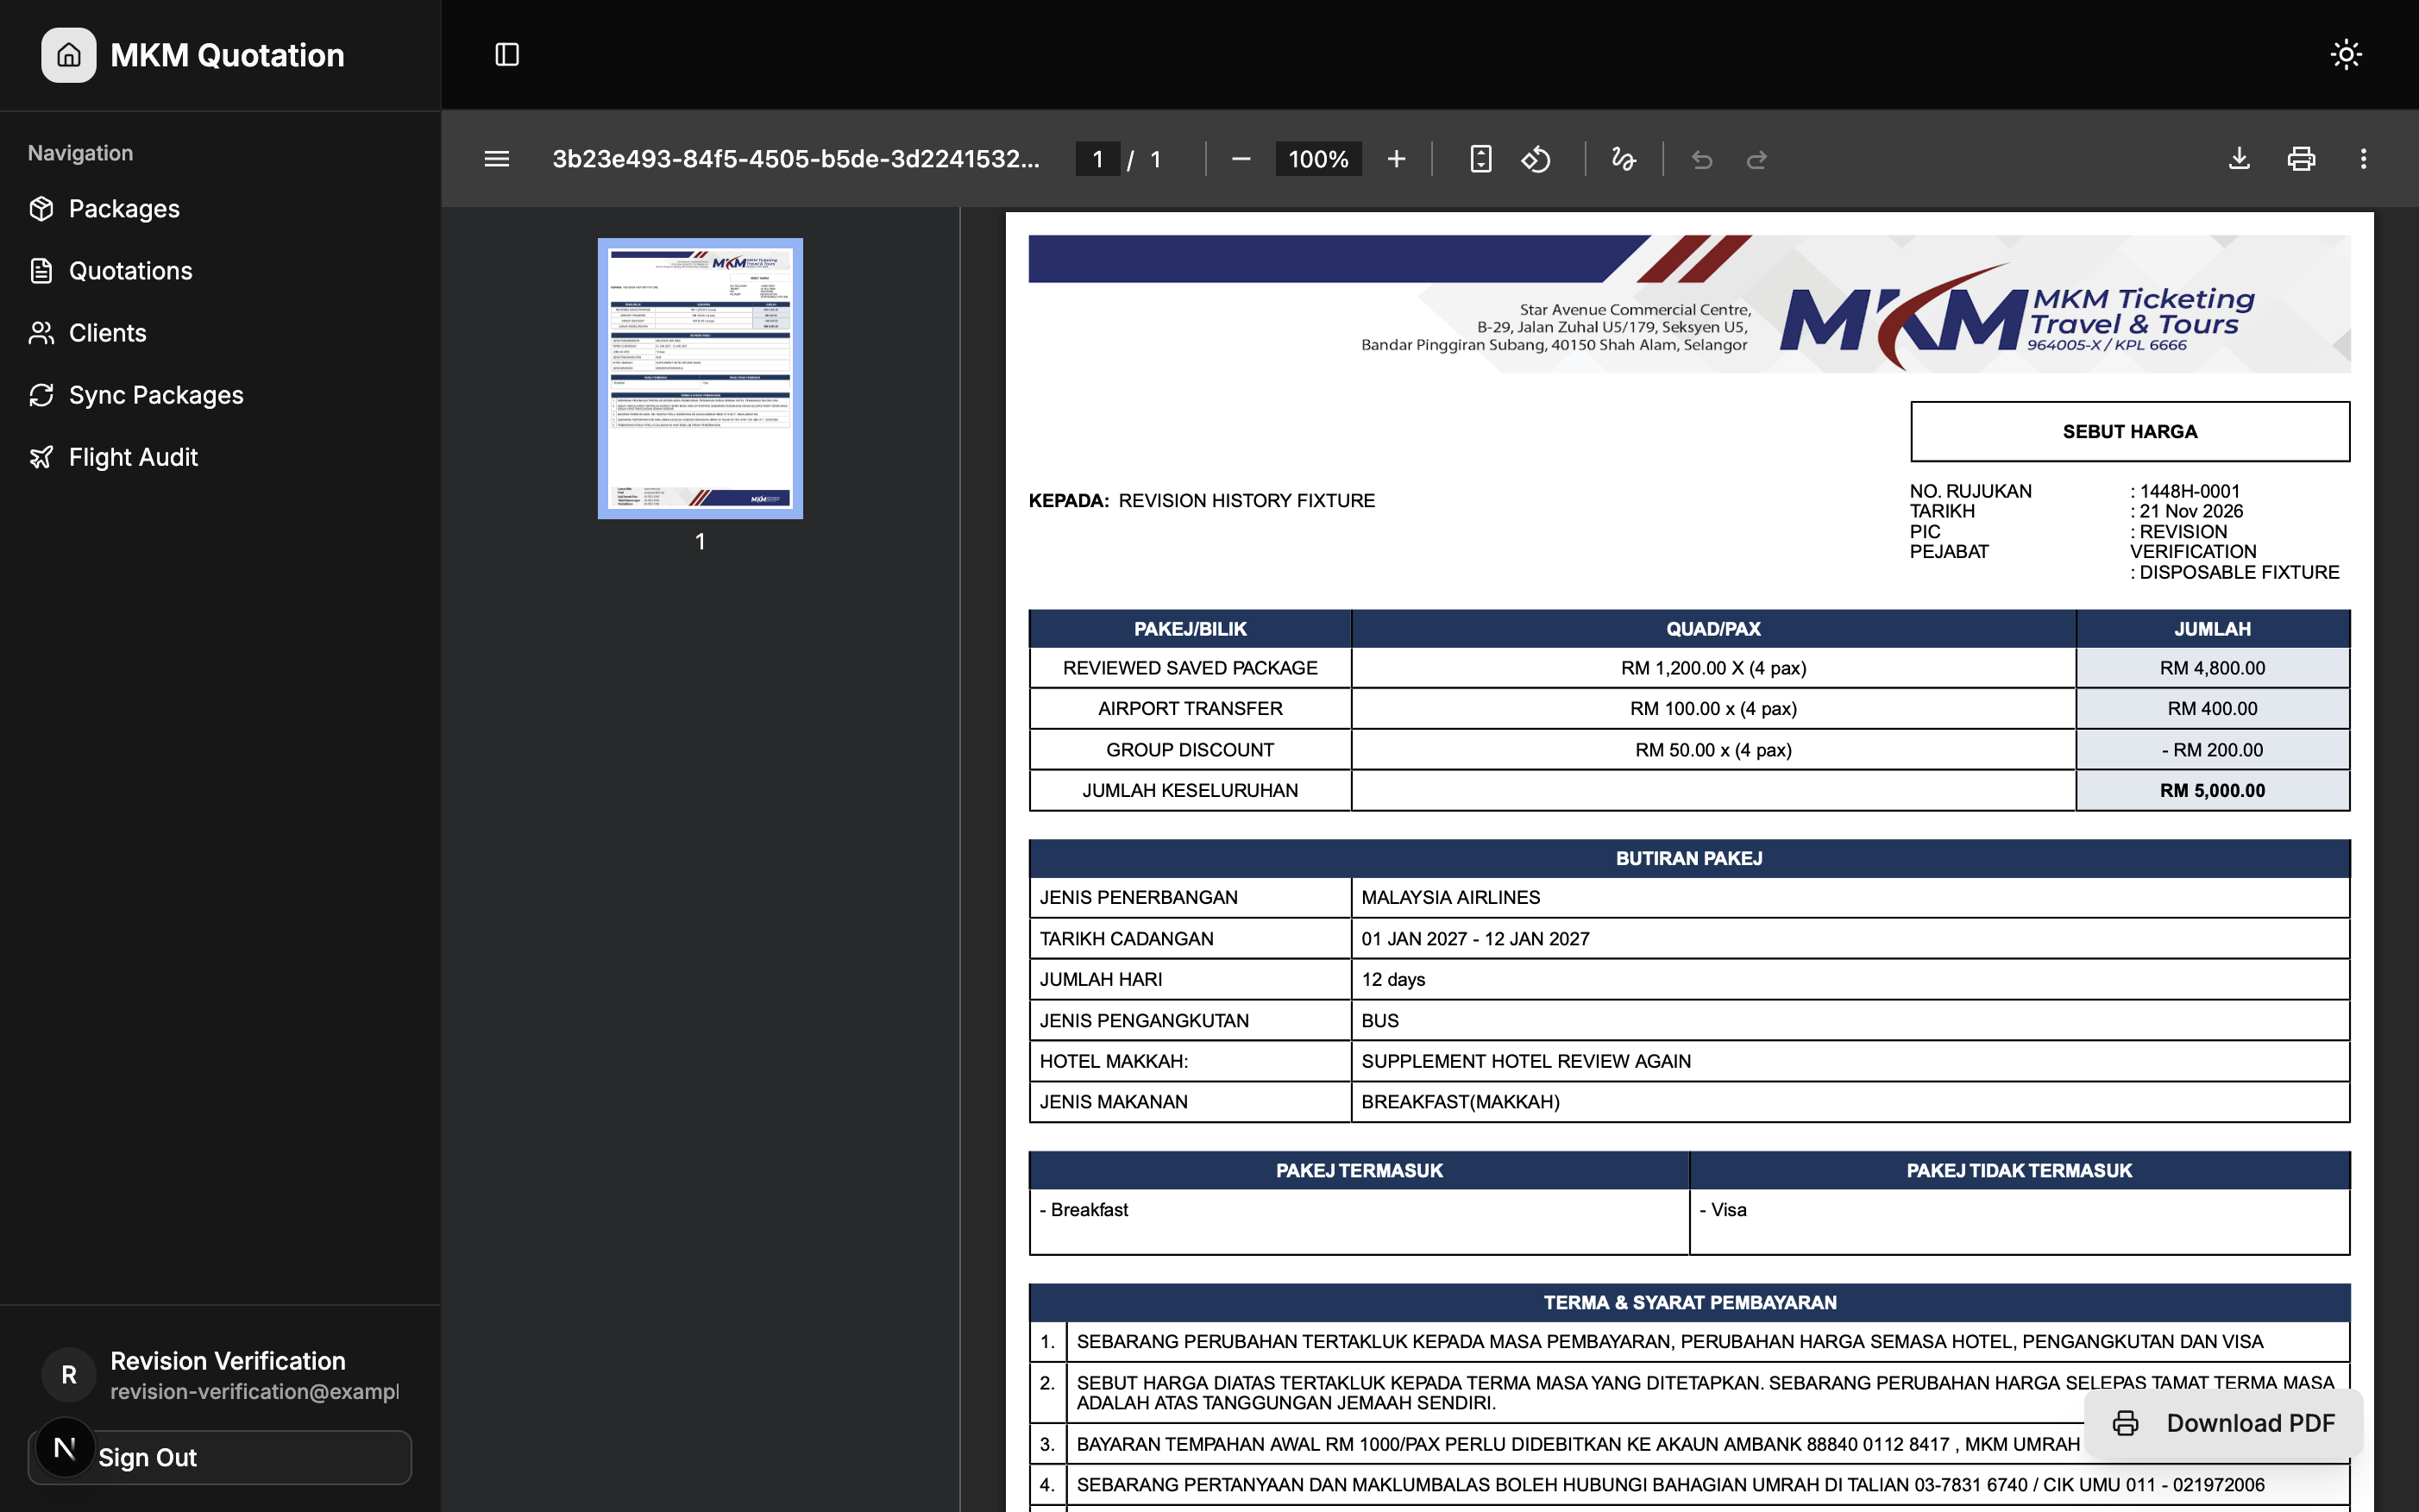 MKM Quotation
Navigation
Packages
Quotations
Clients
Sync Packages
Flight Audit
R
Revision Verification
revision-verification@exampl
N
Sign Out
3b23e493-84f5-4505-b5de-3d2241532...
1 / 1
100%
1
Star Avenue Commercial Centre,
B-29, Jalan Zuhal U5/179, Seksyen U5,
Bandar Pinggiran Subang, 40150 Shah Alam, Selangor
MKM
MKM Ticketing
Travel & Tours
964005-X / KPL 6666
SEBUT HARGA
KEPADA: REVISION HISTORY FIXTURE
NO. RUJUKAN : 1448H-0001
TARIKH : 21 Nov 2026
PIC : REVISION
PEJABAT VERIFICATION
: DISPOSABLE FIXTURE
PAKEJ/BILIK QUAD/PAX JUMLAH
REVIEWED SAVED PACKAGE RM 1,200.00 X (4 pax) RM 4,800.00
AIRPORT TRANSFER RM 100.00 x (4 pax) RM 400.00
GROUP DISCOUNT RM 50.00 x (4 pax) - RM 200.00
JUMLAH KESELURUHAN RM 5,000.00
BUTIRAN PAKEJ
JENIS PENERBANGAN MALAYSIA AIRLINES
TARIKH CADANGAN 01 JAN 2027 - 12 JAN 2027
JUMLAH HARI 12 days
JENIS PENGANGKUTAN BUS
HOTEL MAKKAH: SUPPLEMENT HOTEL REVIEW AGAIN
JENIS MAKANAN BREAKFAST(MAKKAH)
PAKEJ TERMASUK PAKEJ TIDAK TERMASUK
- Breakfast - Visa
TERMA & SYARAT PEMBAYARAN
1. SEBARANG PERUBAHAN TERTAKLUK KEPADA MASA PEMBAYARAN, PERUBAHAN HARGA SEMASA HOTEL, PENGANGKUTAN DAN VISA
2. SEBUT HARGA DIATAS TERTAKLUK KEPADA TERMA MASA YANG DITETAPKAN. SEBARANG PERUBAHAN HARGA SELEPAS TAMAT TERMA MASA
ADALAH ATAS TANGGUNGAN JEMAAH SENDIRI.
3. BAYARAN TEMPAHAN AWAL RM 1000/PAX PERLU DIDEBITKAN KE AKAUN AMBANK 88840 0112 8417 , MKM UMRAH
4. SEBARANG PERTANYAAN DAN MAKLUMBALAS BOLEH HUBUNGI BAHAGIAN UMRAH DI TALIAN 03-7831 6740 / CIK UMU 011 - 021972006
Download PDF